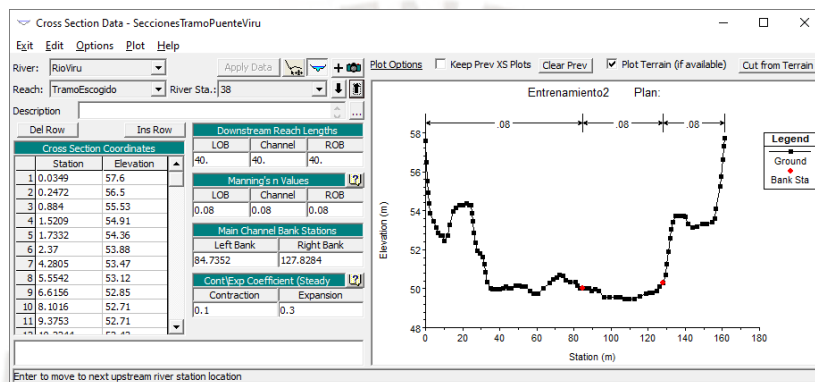 Cross Section Data - SeccionesTramoPuenteViru
Exit Edit Options Plot Help
River: RioViru Apply Data
Plot Options Keep Prev XS Plots Clear Prev Plot Terrain (if available) Cut from Terrain
Reach: TramoEscogido River Sta.: 38
Description ...
Del Row Ins Row
Cross Section Coordinates
Station Elevation
1 0.0349 57.6
2 0.2472 56.5
3 0.884 55.53
4 1.5209 54.91
5 1.7332 54.36
6 2.37 53.88
7 4.2805 53.47
8 5.5542 53.12
9 6.6156 52.85
10 8.1016 52.71
11 9.3753 52.71
Downstream Reach Lengths
LOB Channel ROB
40. 40. 40.
Manning's n Values
LOB Channel ROB
0.08 0.08 0.08
Main Channel Bank Stations
Left Bank Right Bank
84.7352 127.8284
Cont\Exp Coefficient (Steady
Contraction Expansion
0.1 0.3
Entrenamiento2 Plan:
.08 .08 .08
Elevation (m)
58
56
54
52
50
48
0 20 40 60 80 100 120 140 160 180
Station (m)
Legend
Ground
Bank Sta
Enter to move to next upstream river station location